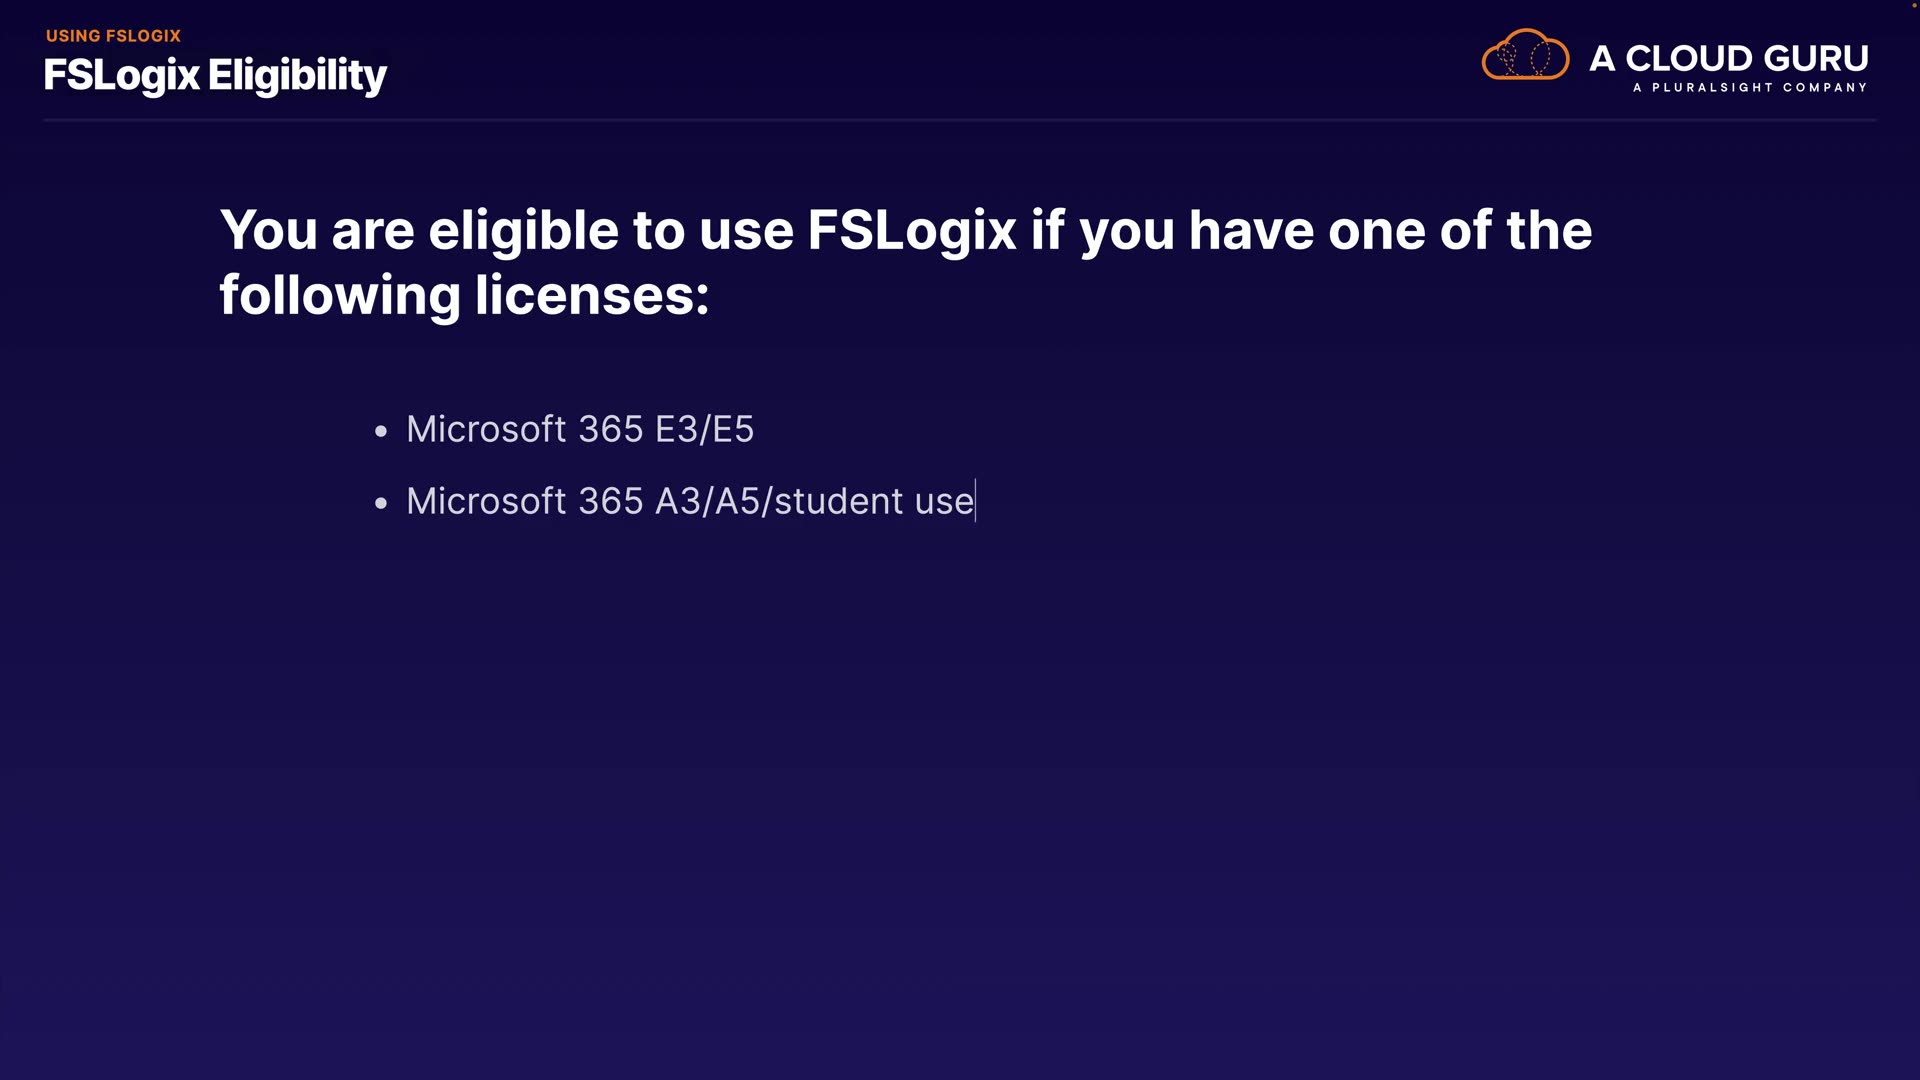 USING FSLOGIX
FSLogix Eligibility
A CLOUD GURU
A PLURALSIGHT COMPANY
You are eligible to use FSLogix if you have one of the
following licenses:
• Microsoft 365 E3/E5
• Microsoft 365 A3/A5/student use